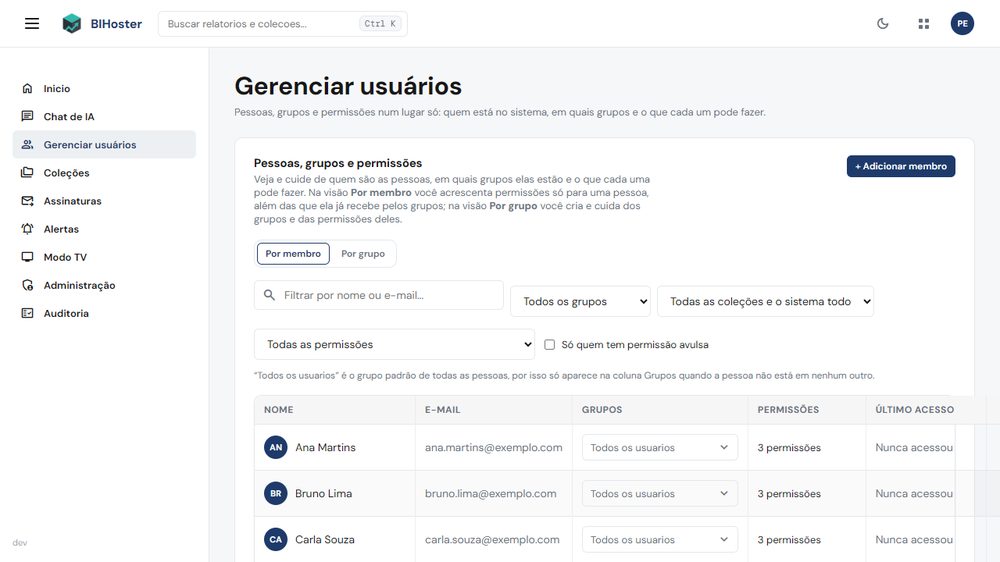 BIHoster
Buscar relatorios e colecoes...
Ctrl K
PE
Inicio
Chat de IA
Gerenciar usuários
Coleções
Assinaturas
Alertas
Modo TV
Administração
Auditoria
dev
Gerenciar usuários
Pessoas, grupos e permissões num lugar só: quem está no sistema, em quais grupos e o que cada um pode fazer.
Pessoas, grupos e permissões
+ Adicionar membro
Veja e cuide de quem são as pessoas, em quais grupos elas estão e o que cada uma
pode fazer. Na visão Por membro você acrescenta permissões só para uma pessoa,
além das que ela já recebe pelos grupos; na visão Por grupo você cria e cuida dos
grupos e das permissões deles.
Por membro Por grupo
Filtrar por nome ou e-mail... Todos os grupos Todas as coleções e o sistema todo
Todas as permissões Só quem tem permissão avulsa
"Todos os usuarios" é o grupo padrão de todas as pessoas, por isso só aparece na coluna Grupos quando a pessoa não está em nenhum outro.
NOME E-MAIL GRUPOS PERMISSÕES ÚLTIMO ACESSO
AN Ana Martins ana.martins@exemplo.com Todos os usuarios 3 permissões Nunca acessou
BR Bruno Lima bruno.lima@exemplo.com Todos os usuarios 3 permissões Nunca acessou
CA Carla Souza carla.souza@exemplo.com Todos os usuarios 3 permissões Nunca acessou